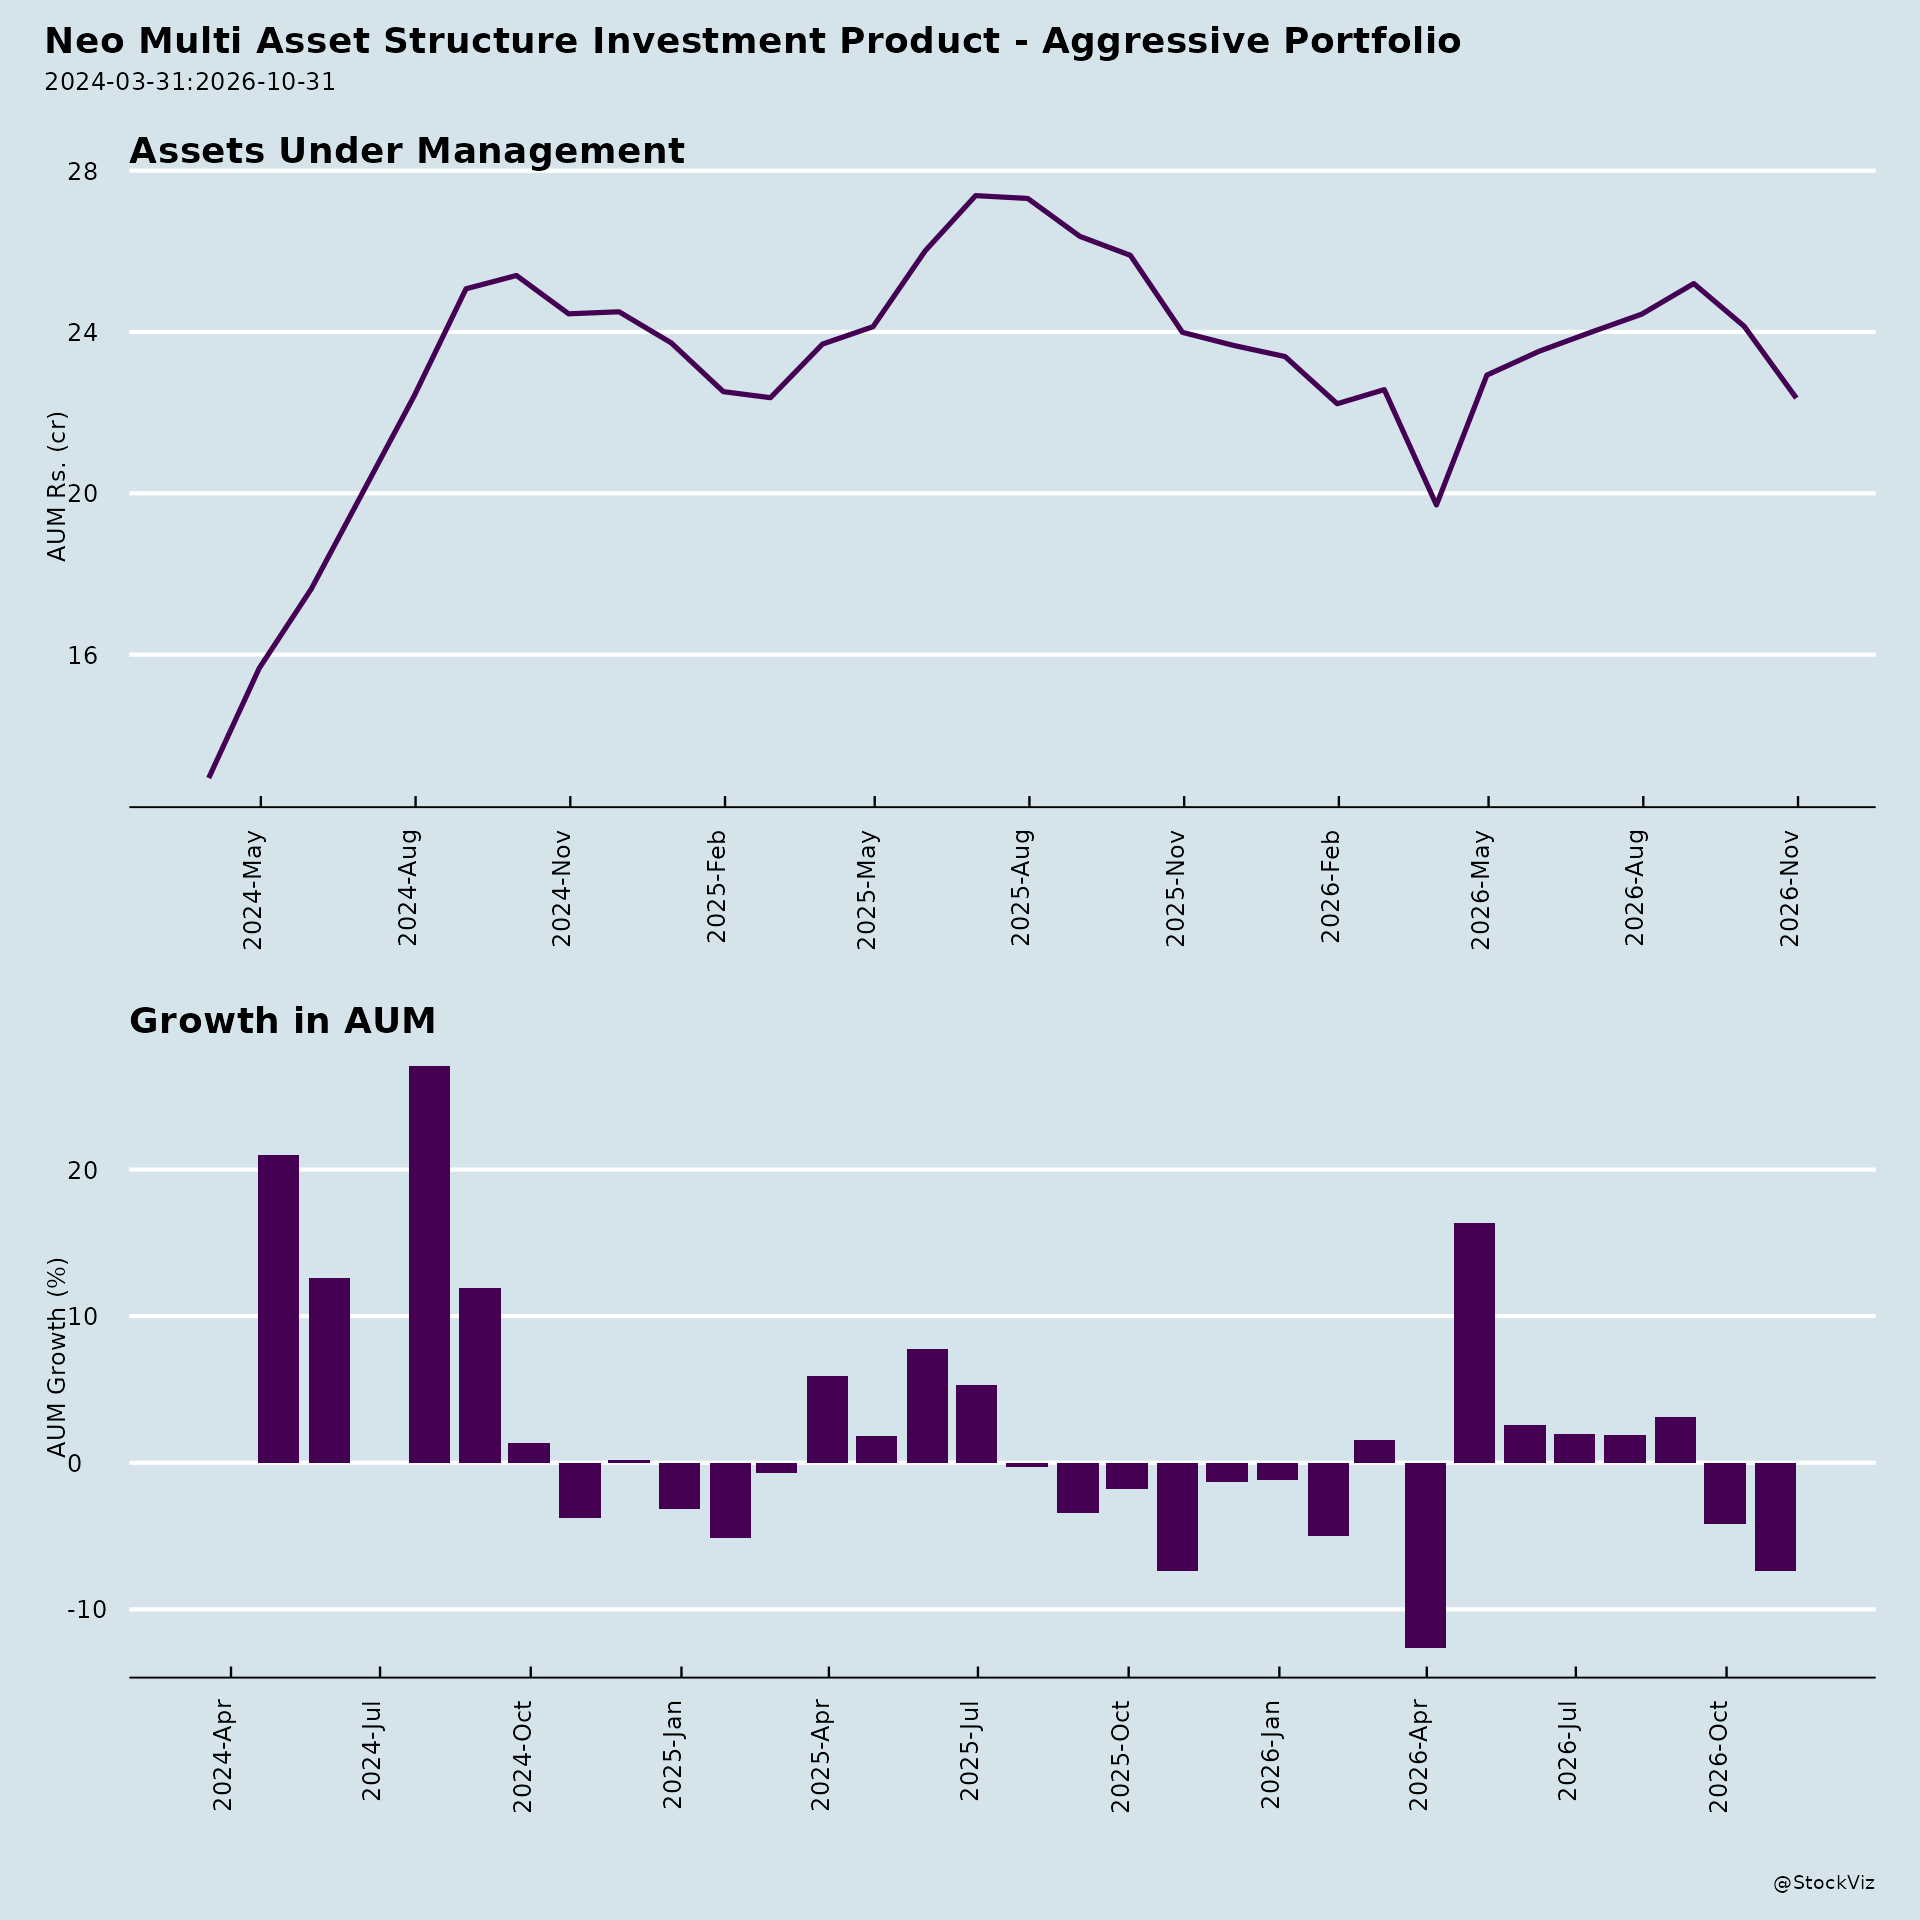 Neo Multi Asset Structure Investment Product - Aggressive Portfolio
2024-03-31:2026-10-31
Assets Under Management
AUM Rs. (cr)
28
24
20
16
2024-May
2024-Aug
2024-Nov
2025-Feb
2025-May
2025-Aug
2025-Nov
2026-Feb
2026-May
2026-Aug
2026-Nov
Growth in AUM
AUM Growth (%)
20
10
0
-10
2024-Apr
2024-Jul
2024-Oct
2025-Jan
2025-Apr
2025-Jul
2025-Oct
2026-Jan
2026-Apr
2026-Jul
2026-Oct
@StockViz